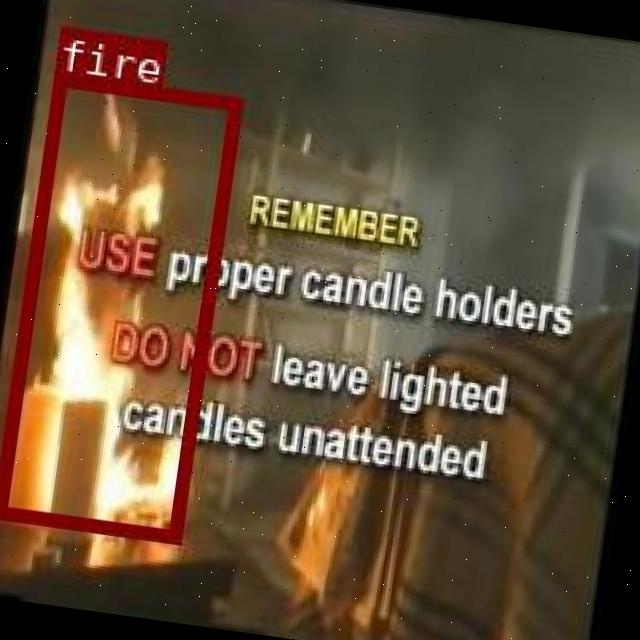 fire
REMEMBER
USE proper candle holders
DO NOT leave lighted
candles unattended